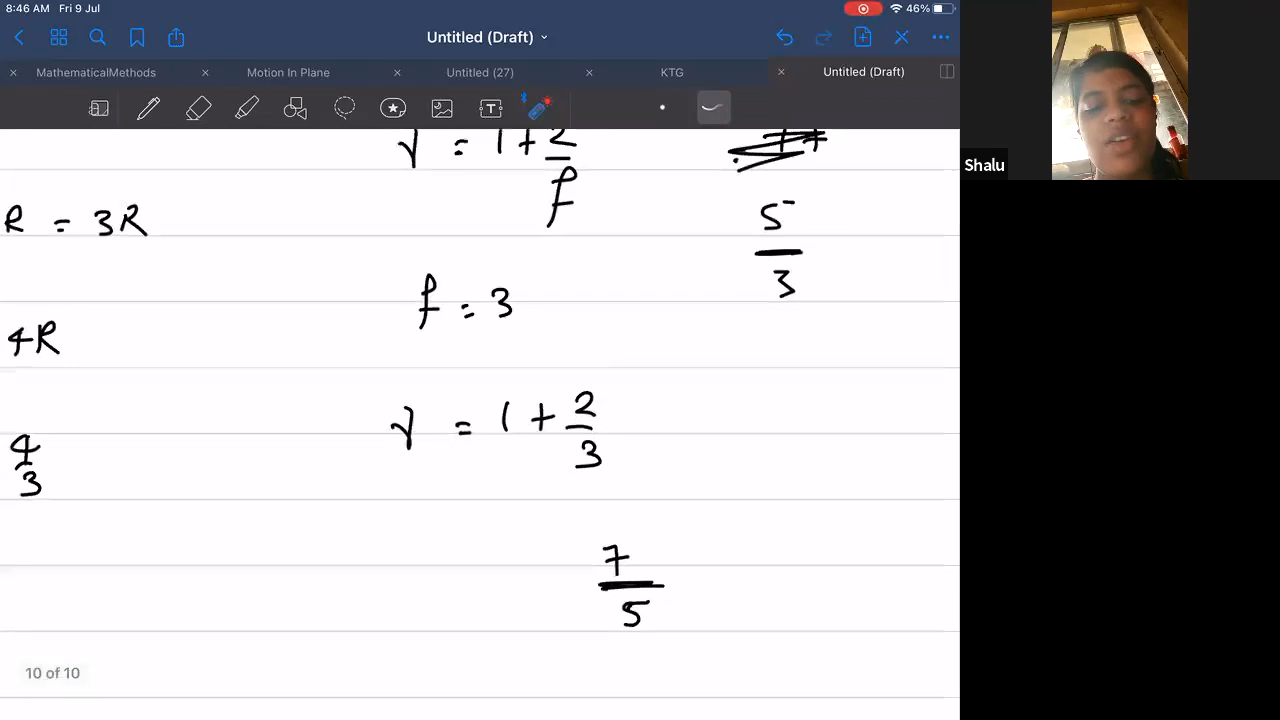 8:46 AM Fri 9 Jul
46%
Untitled (Draft)
MathematicalMethods
Motion In Plane
Untitled (27)
KTG
Untitled (Draft)
T
γ = 1 + 2/f
R = 3R
5/3
f = 3
4R
γ = 1 + 2/3
4/3
7/5
10 of 10
Shalu